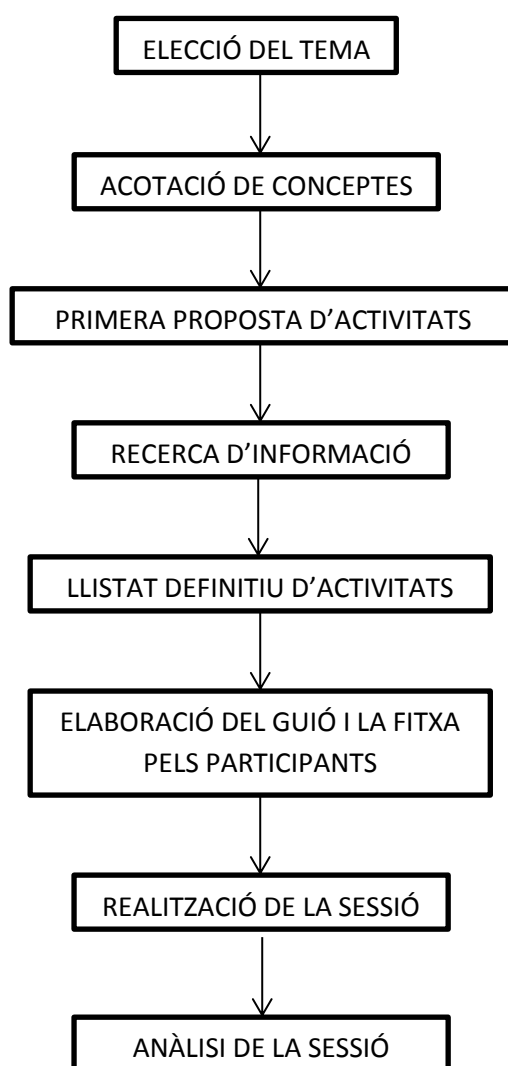 ELECCIÓ DEL TEMA
ACOTACIÓ DE CONCEPTES
PRIMERA PROPOSTA D’ACTIVITATS
RECERCA D’INFORMACIÓ
LLISTAT DEFINITIU D’ACTIVITATS
ELABORACIÓ DEL GUIÓ I LA FITXA
PELS PARTICIPANTS
REALITZACIÓ DE LA SESSIÓ
ANÀLISI DE LA SESSIÓ